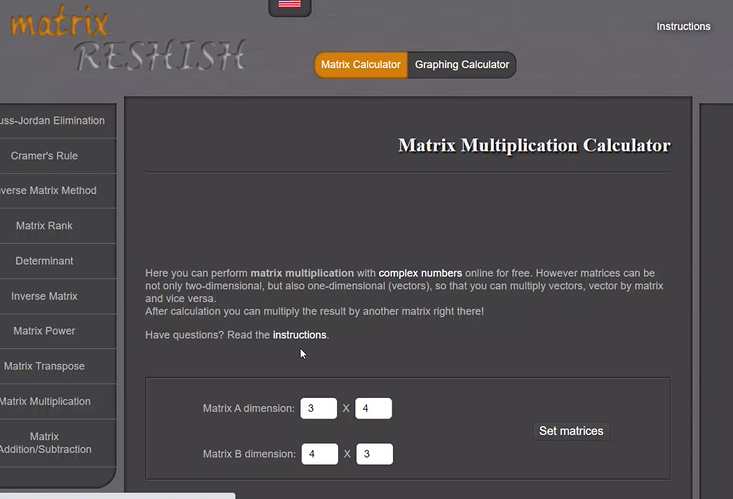 matrix
RESHISH
Instructions
Matrix Calculator
Graphing Calculator
uss-Jordan Elimination
Cramer's Rule
verse Matrix Method
Matrix Rank
Determinant
Inverse Matrix
Matrix Power
Matrix Transpose
Matrix Multiplication
Matrix
Addition/Subtraction
Matrix Multiplication Calculator
Here you can perform matrix multiplication with complex numbers online for free. However matrices can be
not only two-dimensional, but also one-dimensional (vectors), so that you can multiply vectors, vector by matrix
and vice versa.
After calculation you can multiply the result by another matrix right there!
Have questions? Read the instructions.
Matrix A dimension: 3 X 4
Set matrices
Matrix B dimension: 4 X 3